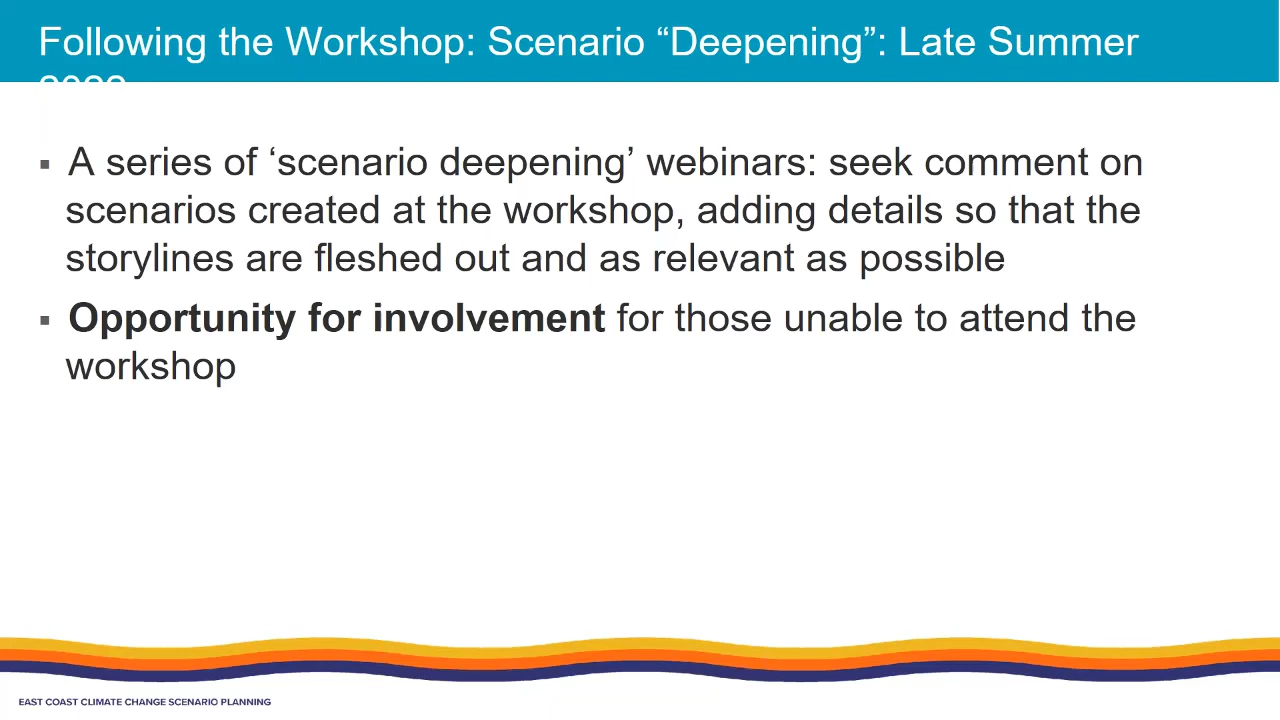 Following the Workshop: Scenario “Deepening”: Late Summer
▪ A series of ‘scenario deepening’ webinars: seek comment on
scenarios created at the workshop, adding details so that the
storylines are fleshed out and as relevant as possible
▪ Opportunity for involvement for those unable to attend the
workshop
EAST COAST CLIMATE CHANGE SCENARIO PLANNING